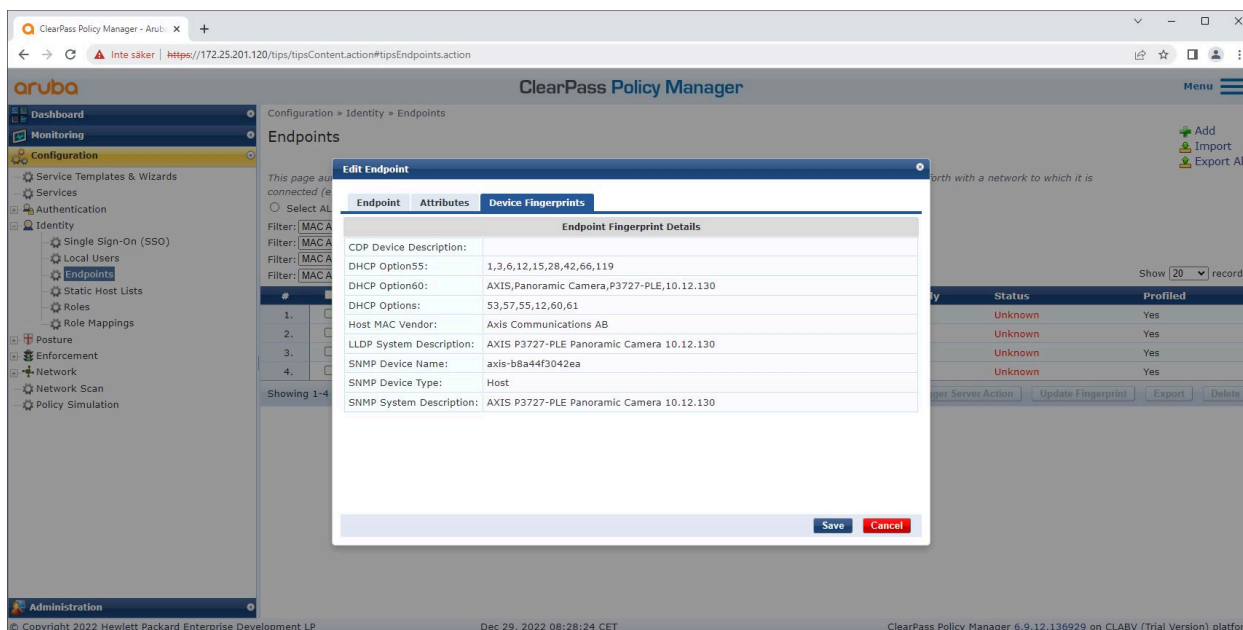 ClearPass Policy Manager - Arub
Inte säker | https://172.25.201.120/tips/tipsContent.action#tipsEndpoints.action
aruba
ClearPass Policy Manager
Menu
Dashboard
Monitoring
Configuration
Service Templates & Wizards
Services
Authentication
Identity
Single Sign-On (SSO)
Local Users
Endpoints
Static Host Lists
Roles
Role Mappings
Posture
Enforcement
Network
Network Scan
Policy Simulation
Administration
Configuration » Identity » Endpoints
Endpoints
Add
Import
Export Al
This page au
orth with a network to which it is
connected (e
Select AL
Filter: MAC A
Filter: MAC A
Filter: MAC A
Filter: MAC A
Show 20 record
# ly Status Profiled
1. Unknown Yes
2. Unknown Yes
3. Unknown Yes
4. Unknown Yes
Showing 1-4
ger Server Action Update Fingerprint Export Delete
Edit Endpoint
Endpoint Attributes Device Fingerprints
Endpoint Fingerprint Details
CDP Device Description:
DHCP Option55: 1,3,6,12,15,28,42,66,119
DHCP Option60: AXIS,Panoramic Camera,P3727-PLE,10.12.130
DHCP Options: 53,57,55,12,60,61
Host MAC Vendor: Axis Communications AB
LLDP System Description: AXIS P3727-PLE Panoramic Camera 10.12.130
SNMP Device Name: axis-b8a44f3042ea
SNMP Device Type: Host
SNMP System Description: AXIS P3727-PLE Panoramic Camera 10.12.130
Save Cancel
© Copyright 2022 Hewlett Packard Enterprise Development LP
Dec 29, 2022 08:28:24 CET
ClearPass Policy Manager 6.9.12.136929 on CLABV (Trial Version) platfor